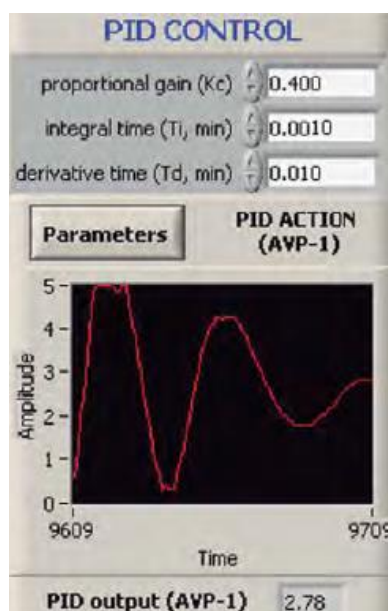 PID CONTROL
proportional gain (Kc) 0.400
integral time (Ti, min) 0.0010
derivative time (Td, min) 0.010
Parameters
PID ACTION
(AVP-1)
5
4
3
2
1
0
Amplitude
9609 9709
Time
PID output (AVP-1) 2.78